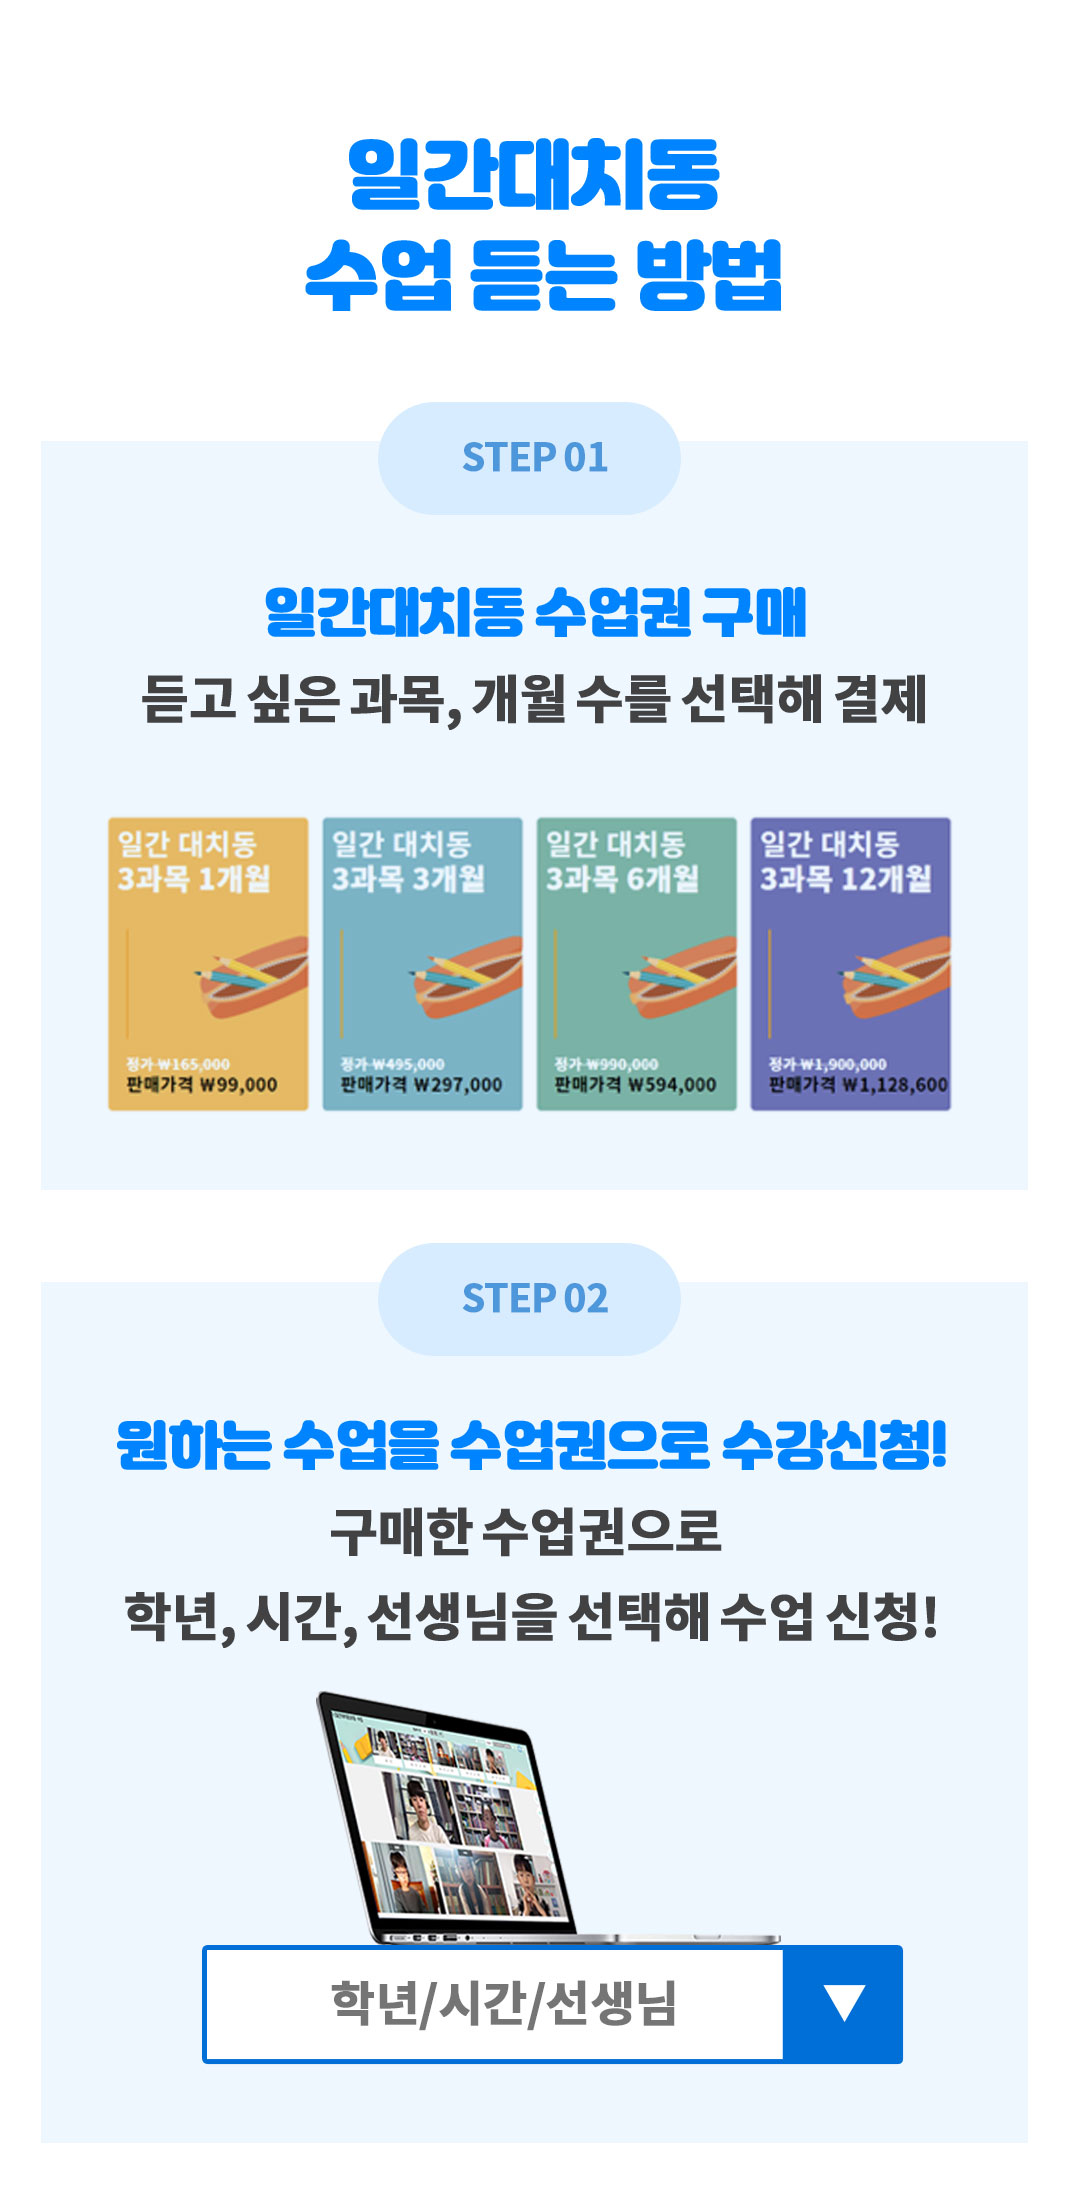 일간대치동
수업 듣는 방법
STEP 01
일간대치동 수업권 구매
듣고 싶은 과목, 개월 수를 선택해 결제
일간 대치동
3과목 1개월
정가 ₩165,000
판매가격 ₩99,000
일간 대치동
3과목 3개월
정가 ₩495,000
판매가격 ₩297,000
일간 대치동
3과목 6개월
정가 ₩990,000
판매가격 ₩594,000
일간 대치동
3과목 12개월
정가 ₩1,900,000
판매가격 ₩1,128,600
STEP 02
원하는 수업을 수업권으로 수강신청!
구매한 수업권으로
학년, 시간, 선생님을 선택해 수업 신청!
학년/시간/선생님